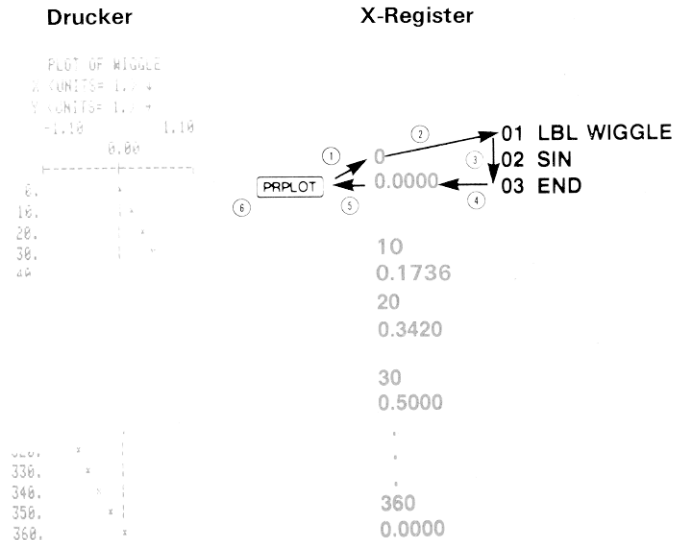 Drucker
X-Register
PLOT OF WIGGLE
-1.10 1.10
0.00
0.
10.
20.
30.
40
① ② 01 LBL WIGGLE
0 ③ 02 SIN
PRPLOT 0.0000 03 END
⑥ ⑤ ④
10
0.1736
20
0.3420
30
0.5000
330.
340.
350.
360.
360
0.0000